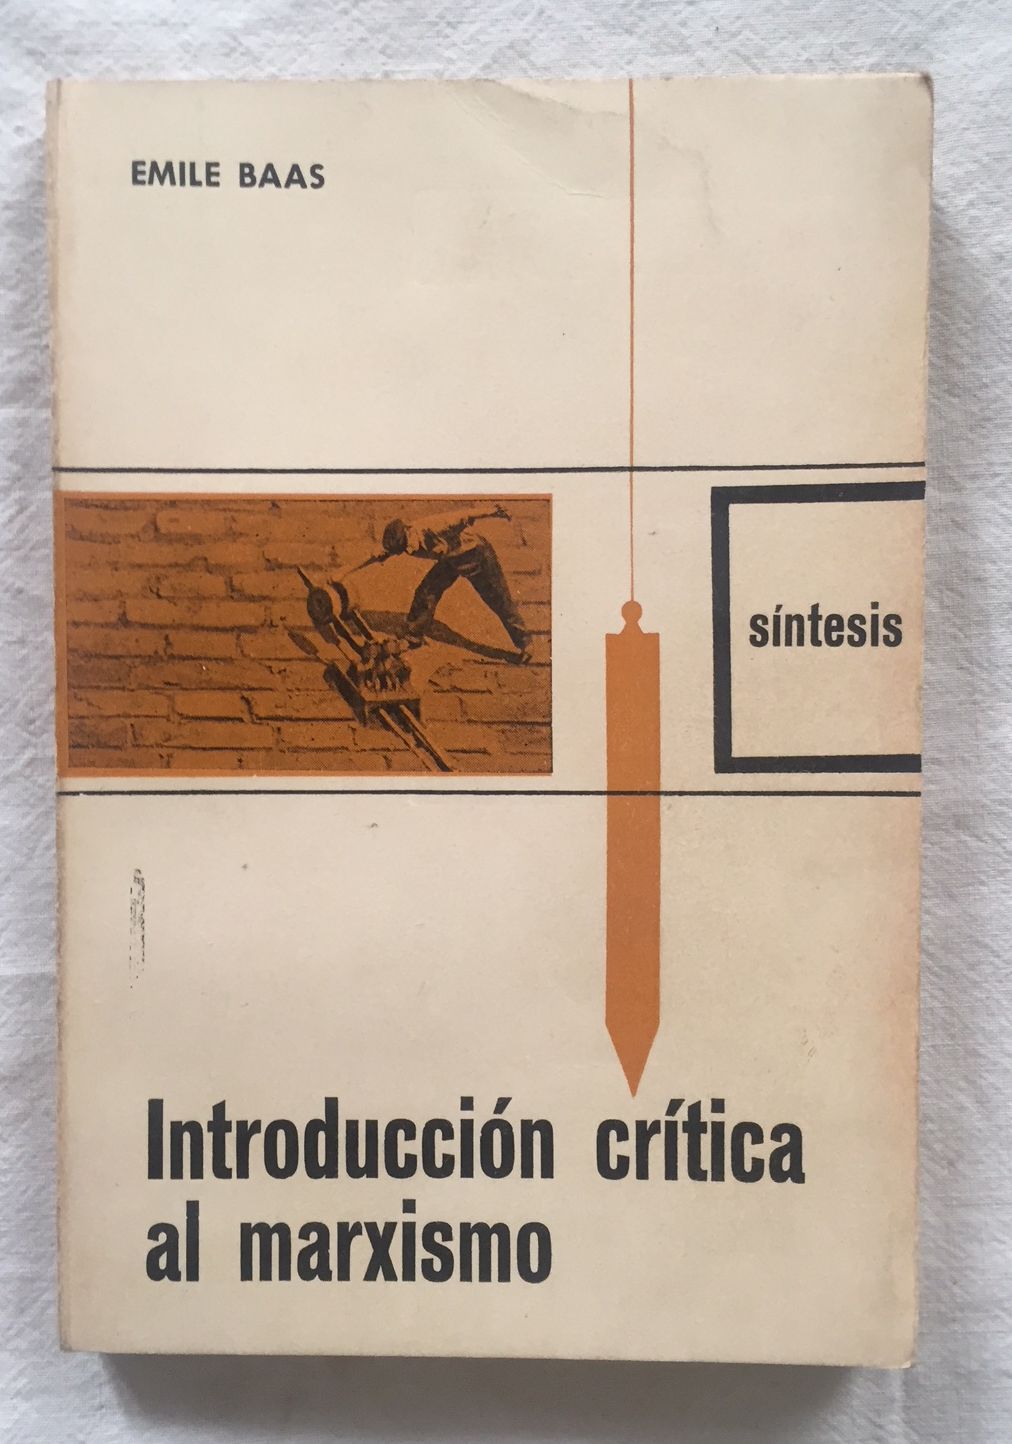 EMILE BAAS
síntesis
Introducción crítica
al marxismo